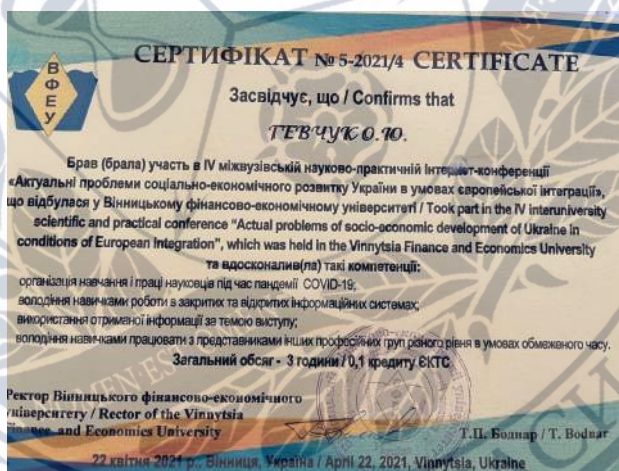 ВФЕУ
СЕРТИФІКАТ № 5-2021/4 CERTIFICATE
Засвідчує, що / Confirms that
ГЕВЧУК О.Ю.
Брав (брала) участь в IV міжвузівській науково-практичній Інтернет-конференції
«Актуальні проблеми соціально-економічного розвитку України в умовах європейської інтеграції»,
що відбулася у Вінницькому фінансово-економічному університеті / Took part in the IV interuniversity
scientific and practical conference "Actual problems of socio-economic development of Ukraine in
conditions of European Integration", which was held in the Vinnytsia Finance and Economics University
та вдосконалив(ла) такі компетенції:
організація навчання і праці науковців під час пандемії COVID-19;
володіння навичками роботи в закритих та відкритих інформаційних системах;
використання отриманої інформації за темою виступу;
володіння навичками працювати з представниками інших професійних груп різного рівня в умовах обмеженого часу.
Загальний обсяг - 3 години / 0,1 кредиту ЄКТС
Ректор Вінницького фінансово-економічного
університету / Rector of the Vinnytsia
Finance and Economics University
Т.П. Боднар / T. Bodnar
22 квітня 2021 р., Вінниця, Україна / April 22, 2021, Vinnytsia, Ukraine